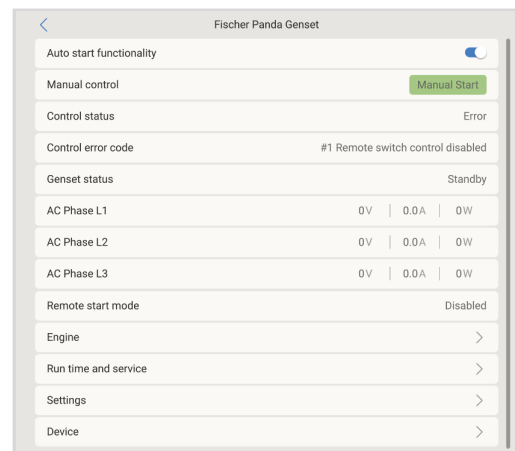 Fischer Panda Genset
Auto start functionality
Manual control Manual Start
Control status Error
Control error code #1 Remote switch control disabled
Genset status Standby
AC Phase L1 0V 0.0A 0W
AC Phase L2 0V 0.0A 0W
AC Phase L3 0V 0.0A 0W
Remote start mode Disabled
Engine
Run time and service
Settings
Device